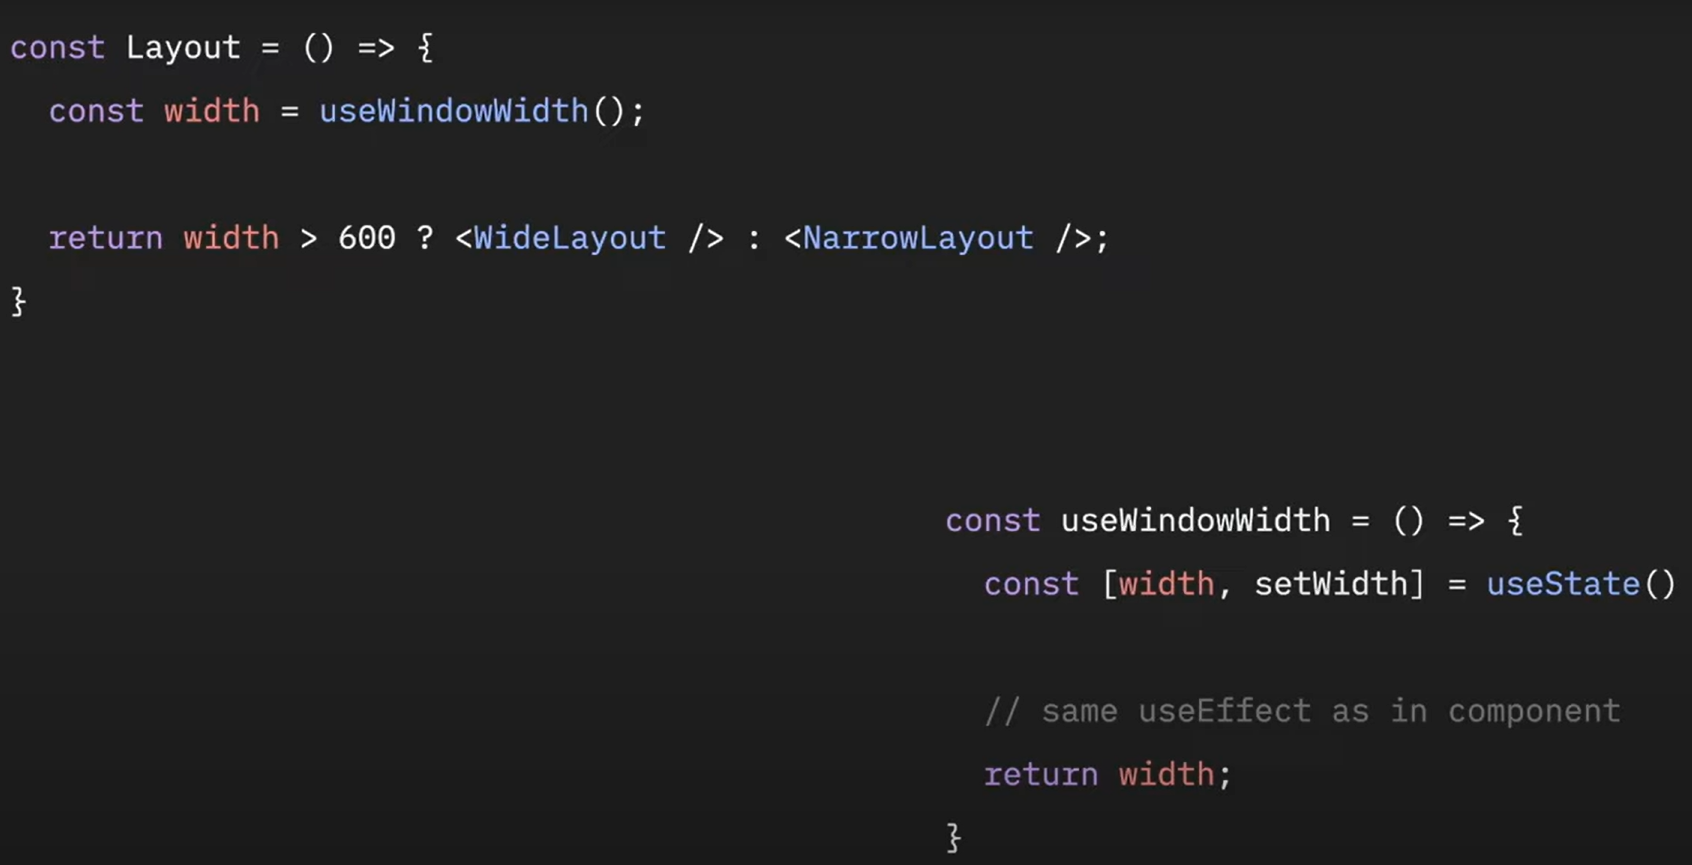 const Layout = () => {
const width = useWindowWidth();
return width > 600 ? <WideLayout /> : <NarrowLayout />;
}
const useWindowWidth = () => {
const [width, setWidth] = useState()
// same useEffect as in component
return width;
}